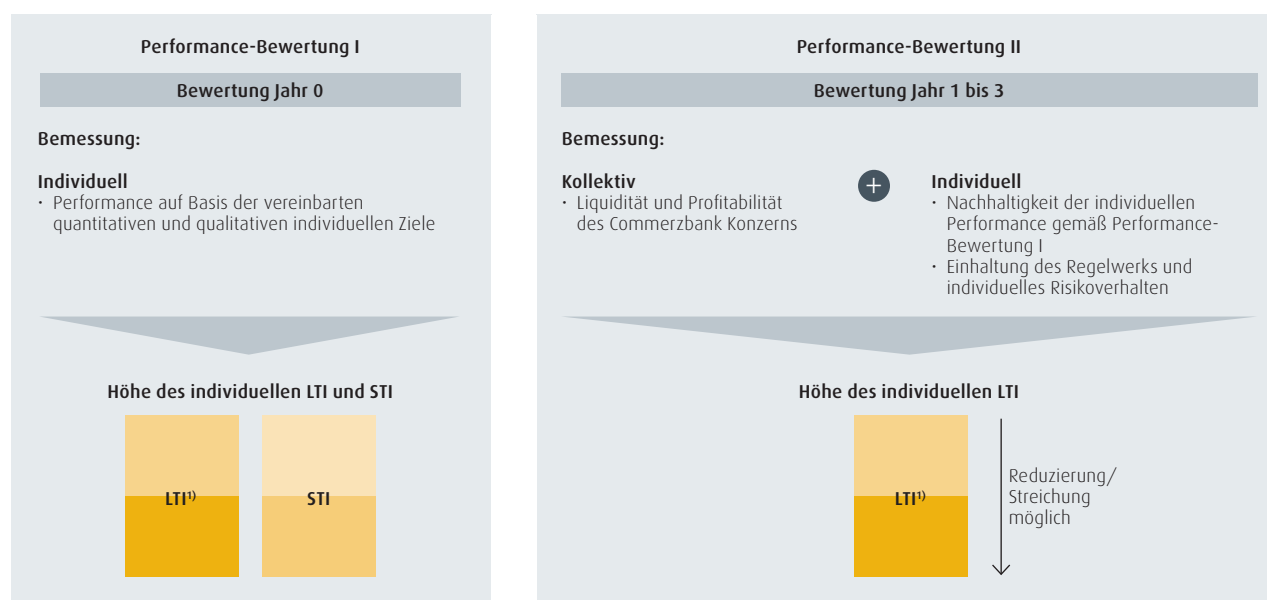 Performance-Bewertung I
Bewertung Jahr 0
Bemessung:
Individuell
· Performance auf Basis der vereinbarten
quantitativen und qualitativen individuellen Ziele
Höhe des individuellen LTI und STI
LTI¹⁾
STI
Performance-Bewertung II
Bewertung Jahr 1 bis 3
Bemessung:
Kollektiv
· Liquidität und Profitabilität
des Commerzbank Konzerns
+
Individuell
· Nachhaltigkeit der individuellen
Performance gemäß Performance-
Bewertung I
· Einhaltung des Regelwerks und
individuelles Risikoverhalten
Höhe des individuellen LTI
LTI¹⁾
Reduzierung/
Streichung
möglich